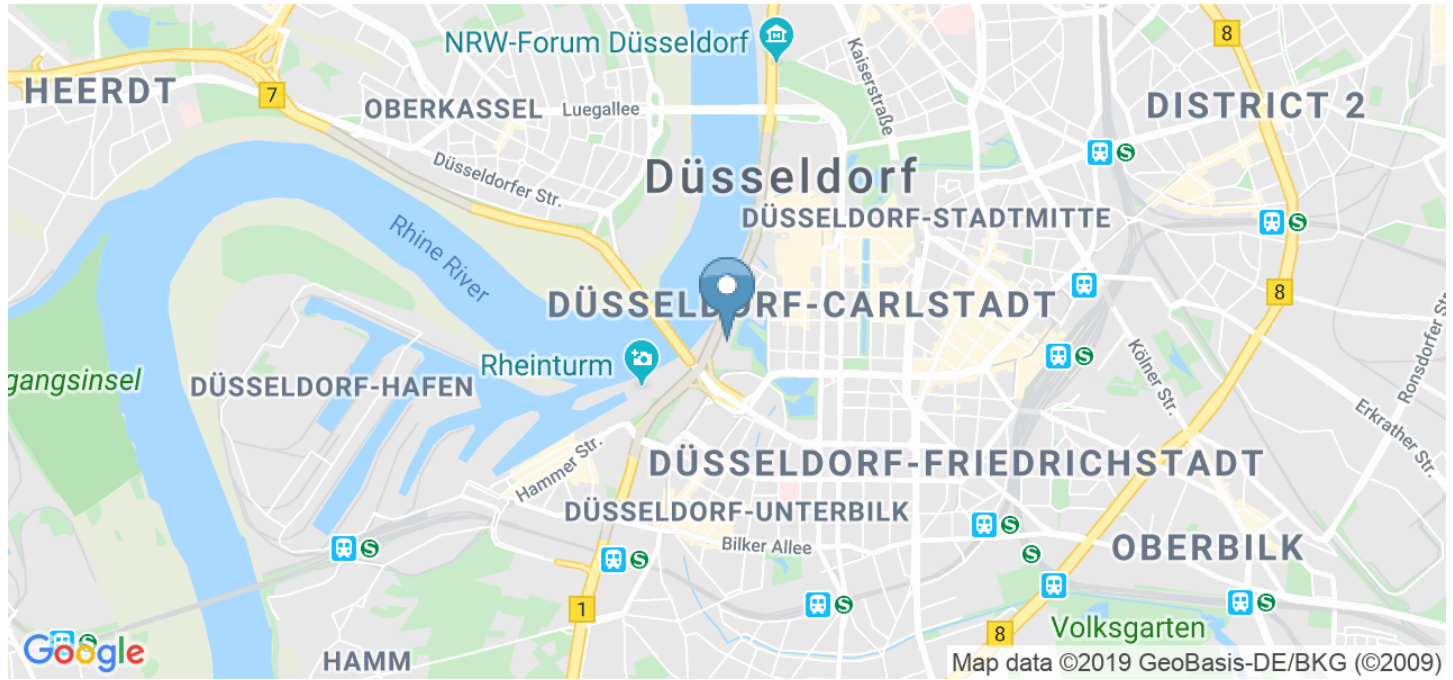 NRW-Forum Düsseldorf
8
HEERDT
7
OBERKASSEL
Luegallee
Kaiserstraße
DISTRICT 2
Düsseldorfer Str.
Düsseldorf
S
DÜSSELDORF-STADTMITTE
S
Rhine River
8
DÜSSELDORF-CARLSTADT
Rheinturm
S
Kölner Str.
Ronsdorfer St
gangsinsel
DÜSSELDORF-HAFEN
Erkrather Str.
Hammer Str.
DÜSSELDORF-FRIEDRICHSTADT
DÜSSELDORF-UNTERBILK
S
Bilker Allee
OBERBILK
S
S
S
1
S
S
8
Volksgarten
S
Google
HAMM
Map data ©2019 GeoBasis-DE/BKG (©2009)